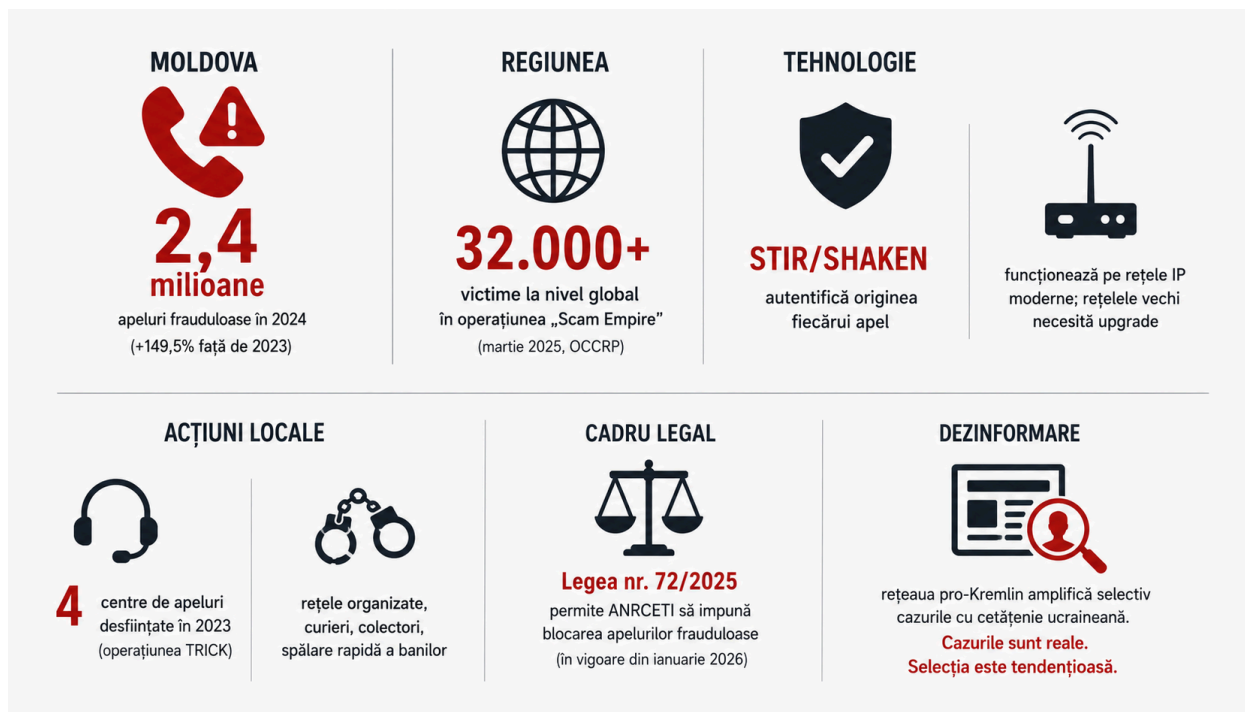 MOLDOVA
2,4
milioane
apeluri frauduloase în 2024
(+149,5% față de 2023)
REGIUNEA
32.000+
victime la nivel global
în operațiunea „Scam Empire”
(martie 2025, OCCRP)
TEHNOLOGIE
STIR/SHAKEN
autentifică originea
fiecărui apel
funcționează pe rețele IP
moderne; rețelele vechi
necesită upgrade
ACȚIUNI LOCALE
4
centre de apeluri
desființate în 2023
(operațiunea TRICK)
rețele organizate,
curieri, colectori,
spălare rapidă a banilor
CADRU LEGAL
Legea nr. 72/2025
permite ANRCETI să impună
blocarea apelurilor frauduloase
(în vigoare din ianuarie 2026)
DEZINFORMARE
rețeaua pro-Kremlin amplifică selectiv
cazurile cu cetățenie ucraineană.
Cazurile sunt reale.
Selecția este tendențioasă.